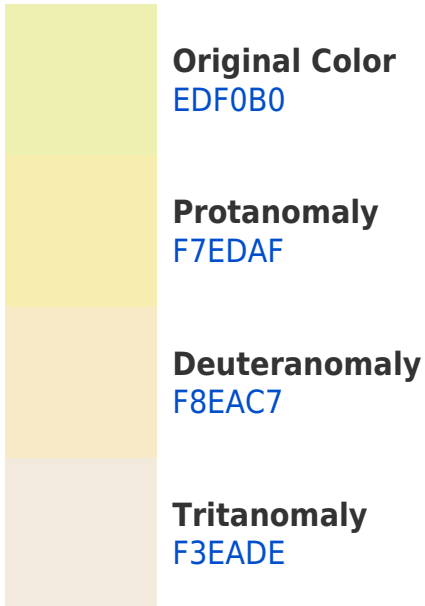 Original Color
EDF0B0
Protanomaly
F7EDAF
Deuteranomaly
F8EAC7
Tritanomaly
F3EADE